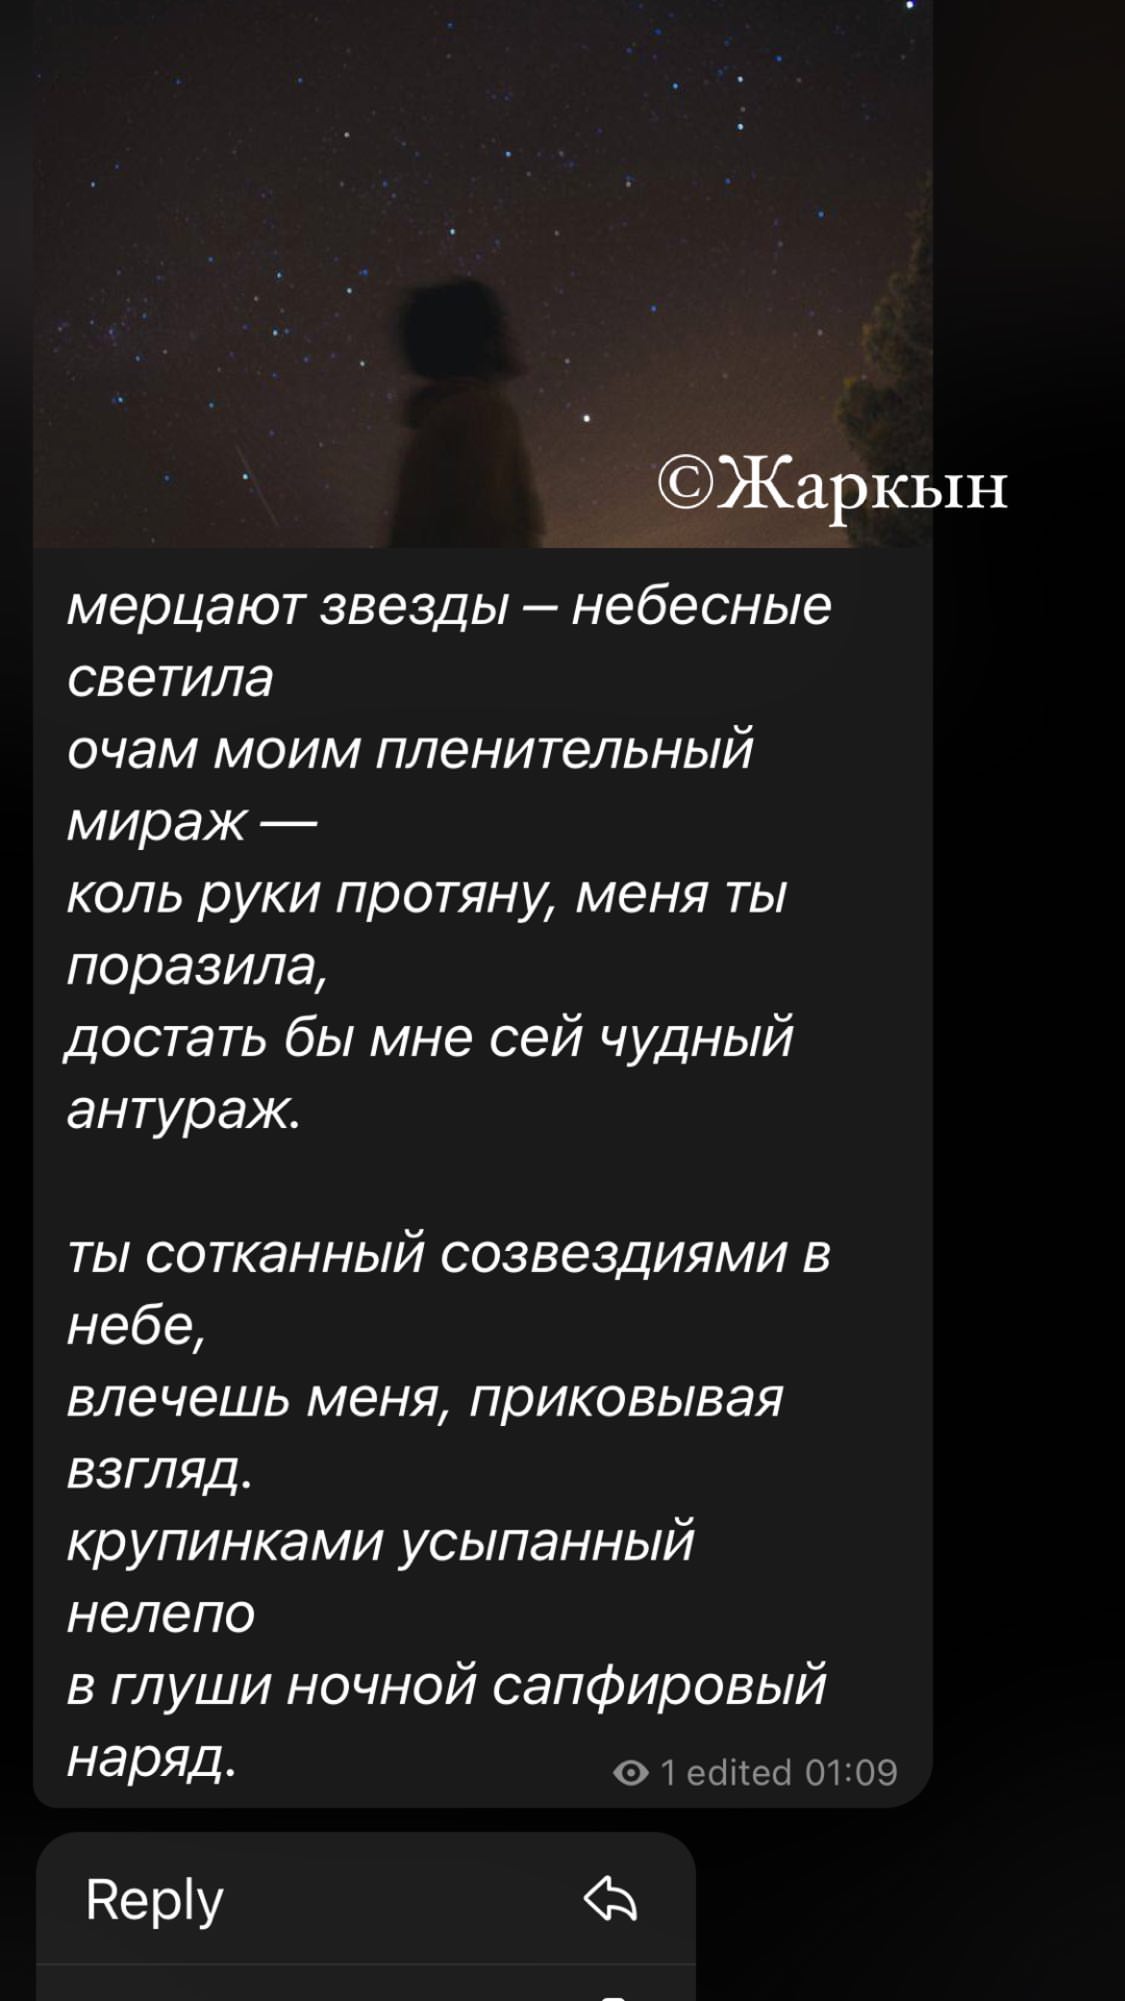 ©Жаркын
мерцают звезды – небесные
светила
очам моим пленительный
мираж —
коль руки протяну, меня ты
поразила,
достать бы мне сей чудный
антураж.
ты сотканный созвездиями в
небе,
влечешь меня, приковывая
взгляд.
крупинками усыпанный
нелепо
в глуши ночной сапфировый
наряд.
1 edited 01:09
Reply